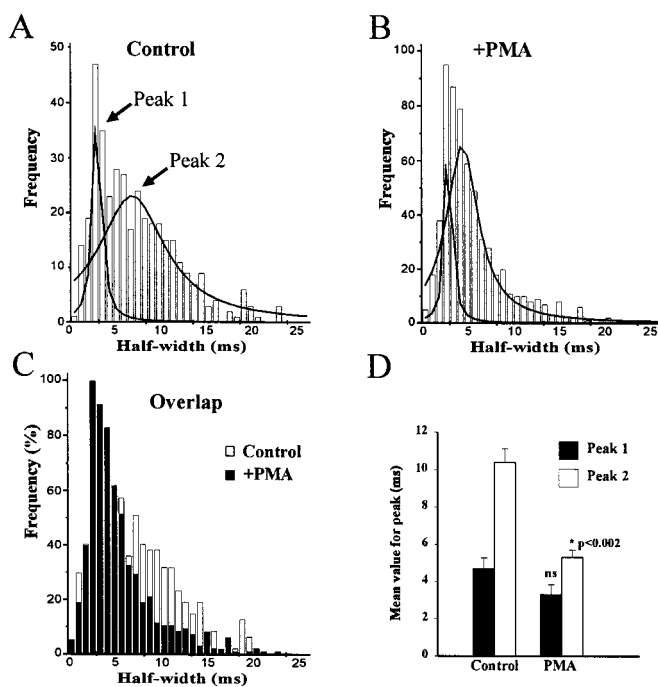 A
Control
50
40
30
20
10
0
Frequency
Peak 1
Peak 2
0 5 10 15 20 25
Half-width (ms)
B
+PMA
100
80
60
40
20
0
Frequency
0 5 10 15 20 25
Half-width (ms)
C
Overlap
100
80
60
40
20
0
Frequency (%)
Control
+PMA
0 5 10 15 20 25
Half-width (ms)
D
12
10
8
6
4
2
0
Mean value for peak (ms)
Peak 1
Peak 2
* p<0.002
ns
Control PMA